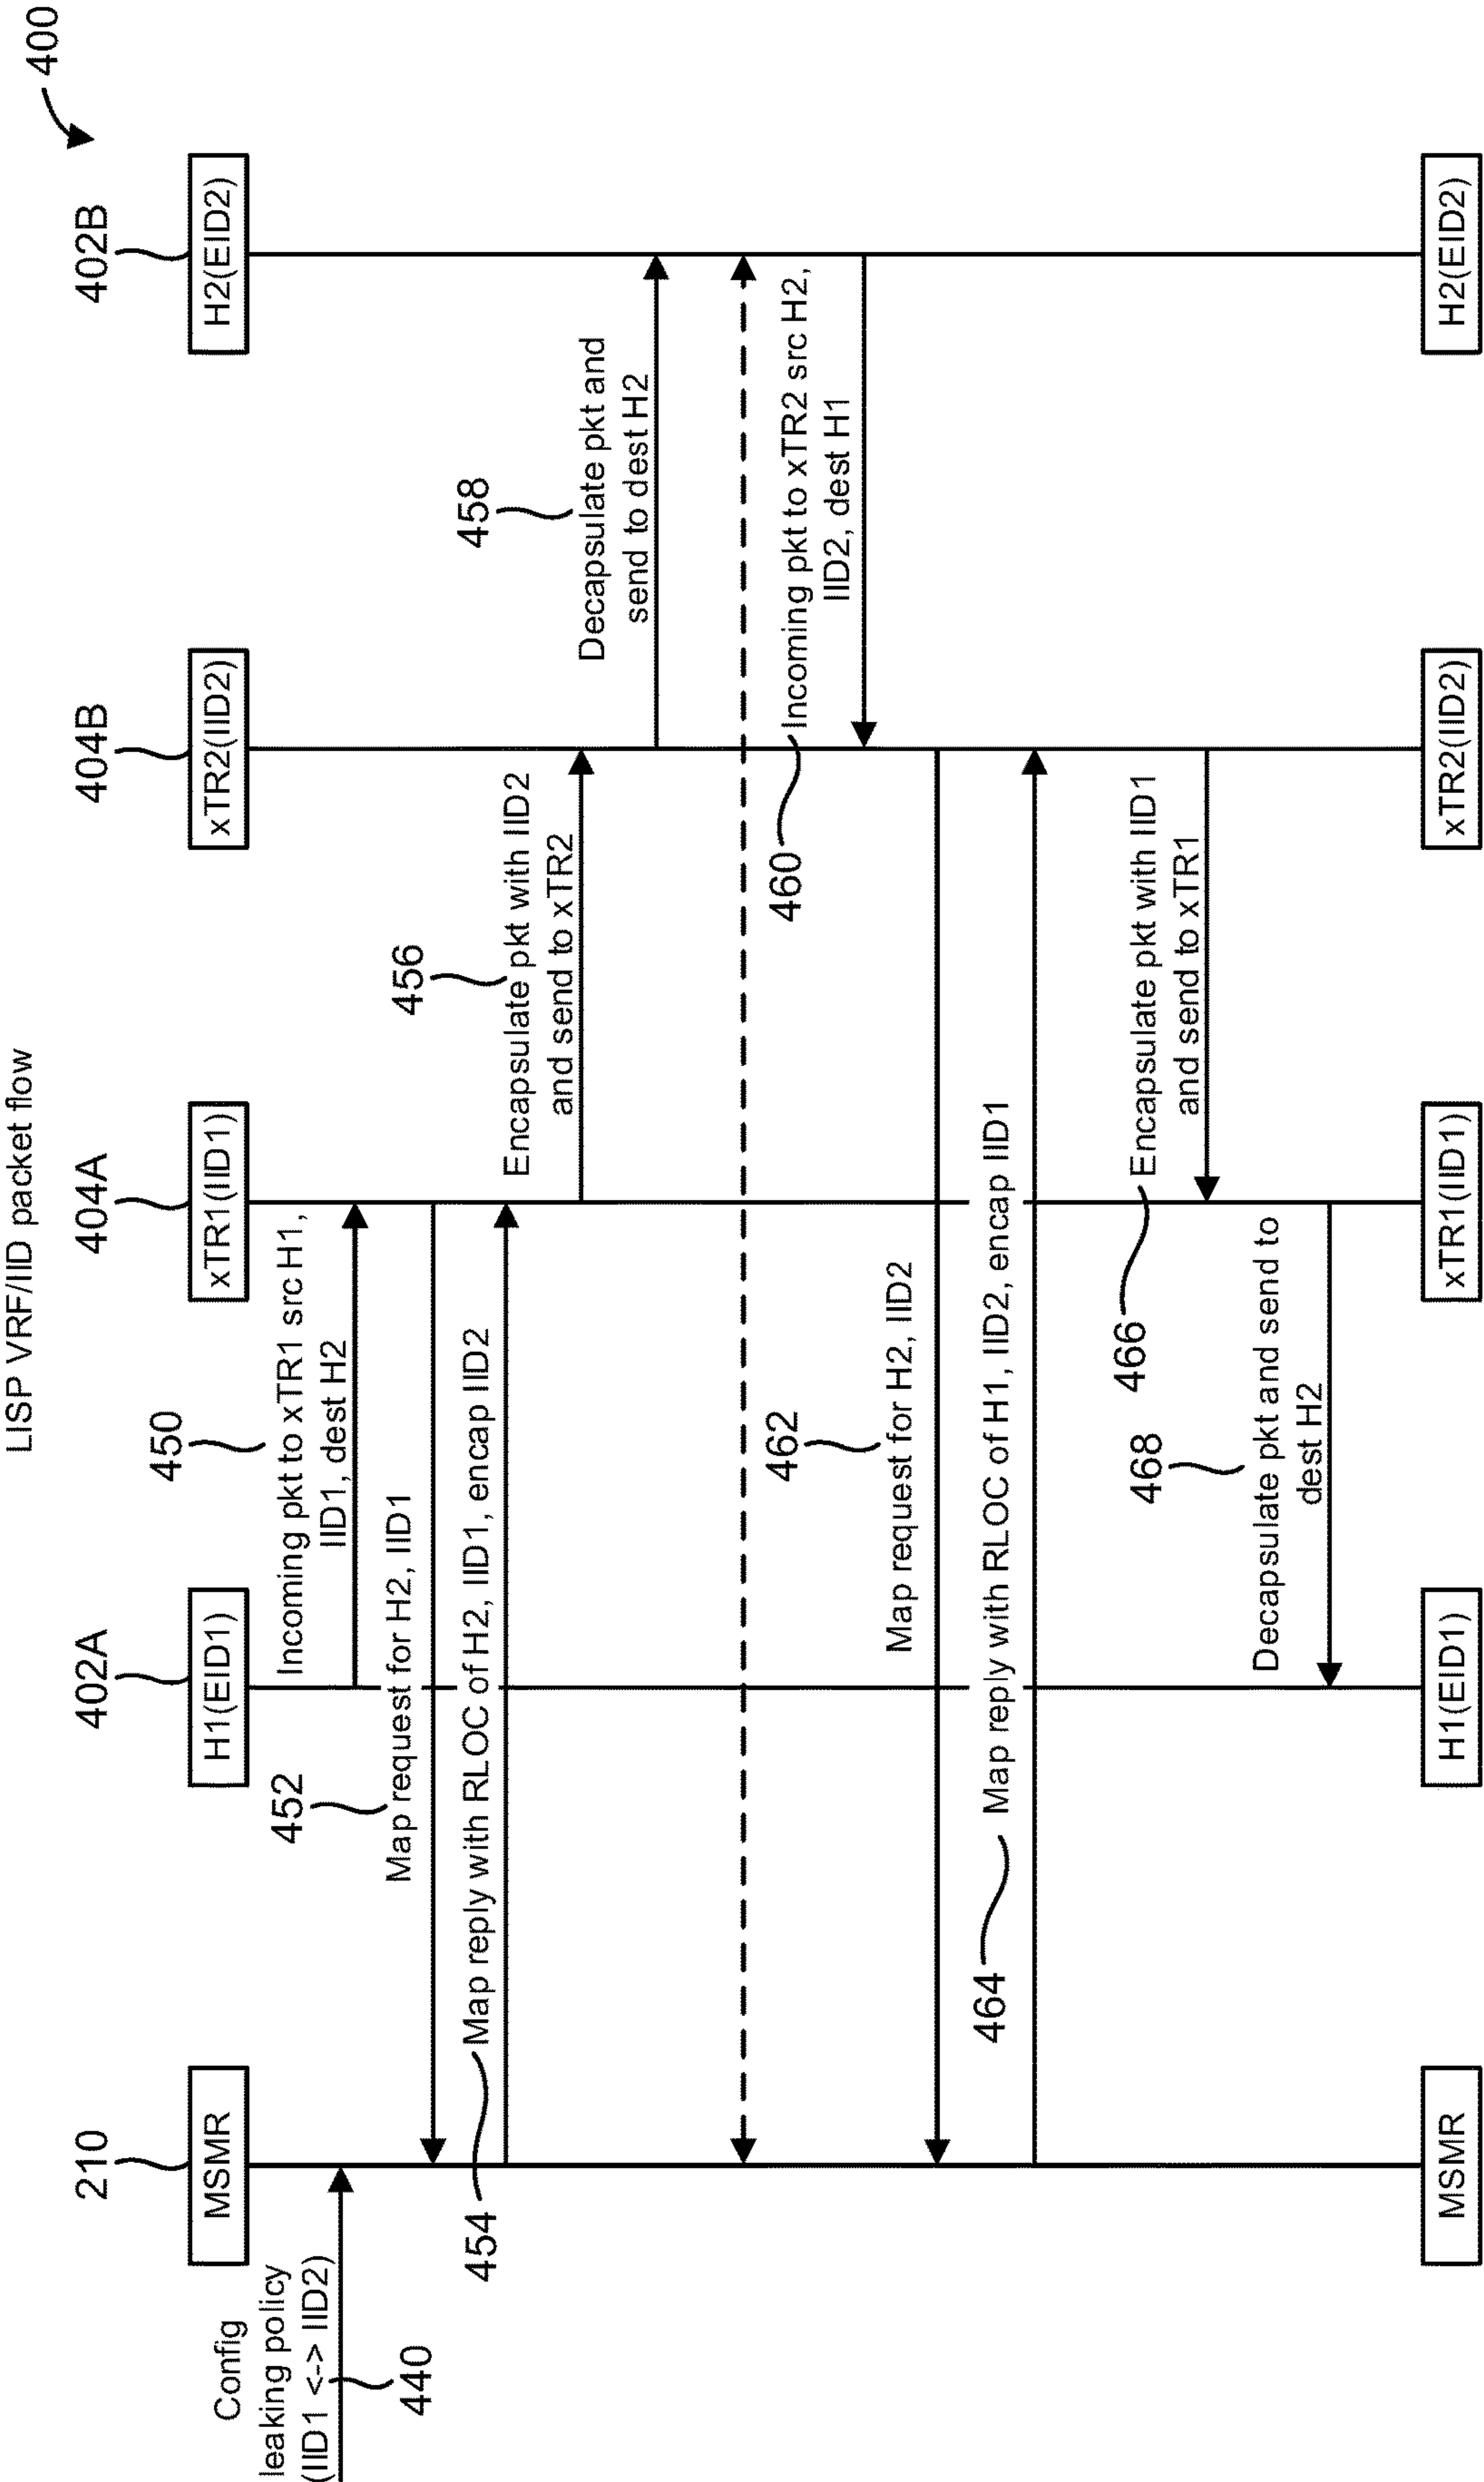 LISP VRF/IID packet flow
400
210
402A
404A
404B
402B
MSMR
H1(EID1)
xTR1(IID1)
xTR2(IID2)
H2(EID2)
Config
leaking policy
(IID1 <-> IID2)
440
450
Incoming pkt to xTR1 src H1,
IID1, dest H2
452
Map request for H2, IID1
454
Map reply with RLOC of H2, IID1, encap IID2
456
Encapsulate pkt with IID2
and send to xTR2
458
Decapsulate pkt and
send to dest H2
460
Incoming pkt to xTR2 src H2,
IID2, dest H1
462
Map request for H2, IID2
464
Map reply with RLOC of H1, IID2, encap IID1
466
Encapsulate pkt with IID1
and send to xTR1
468
Decapsulate pkt and send to
dest H2
MSMR
H1(EID1)
xTR1(IID1)
xTR2(IID2)
H2(EID2)